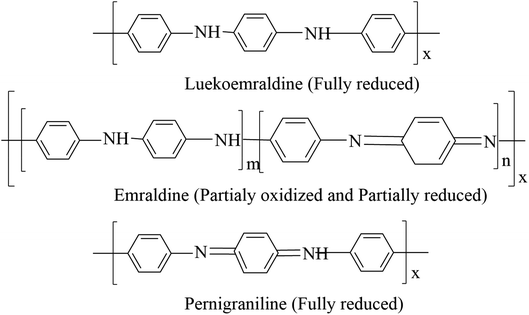 NH NH x
Luekoemraldine (Fully reduced)
NH NH m N N n x
Emraldine (Partialy oxidized and Partially reduced)
N NH x
Pernigraniline (Fully reduced)